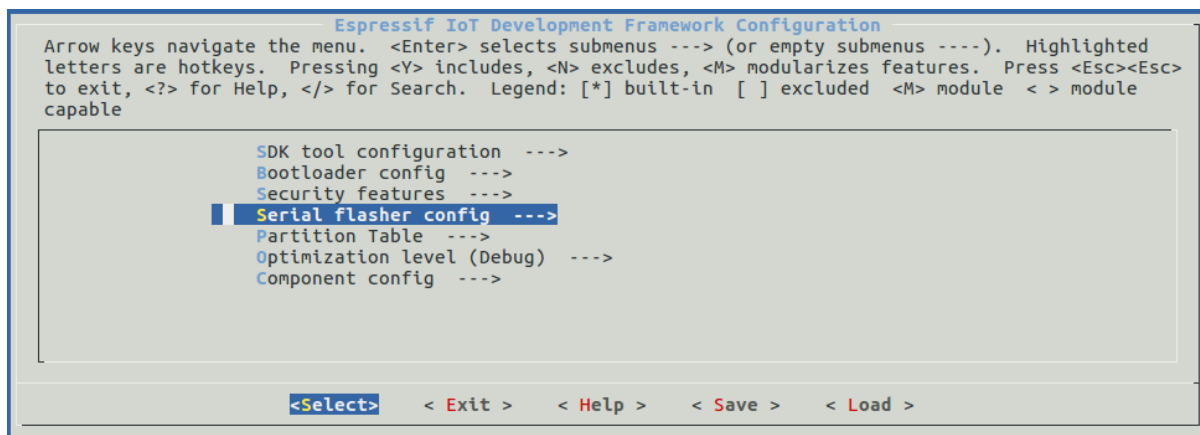 Espressif IoT Development Framework Configuration
Arrow keys navigate the menu.  <Enter> selects submenus ---> (or empty submenus ----).  Highlighted
letters are hotkeys.  Pressing <Y> includes, <N> excludes, <M> modularizes features.  Press <Esc><Esc>
to exit, <?> for Help, </> for Search.  Legend: [*] built-in  [ ] excluded  <M> module  < > module
capable
SDK tool configuration  --->
Bootloader config  --->
Security features  --->
Serial flasher config  --->
Partition Table  --->
Optimization level (Debug)  --->
Component config  --->
<Select>    < Exit >    < Help >    < Save >    < Load >